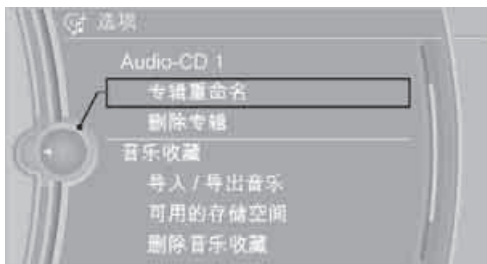 选项
Audio-CD 1
专辑重命名
删除专辑
音乐收藏
导入 / 导出音乐
可用的存储空间
删除音乐收藏